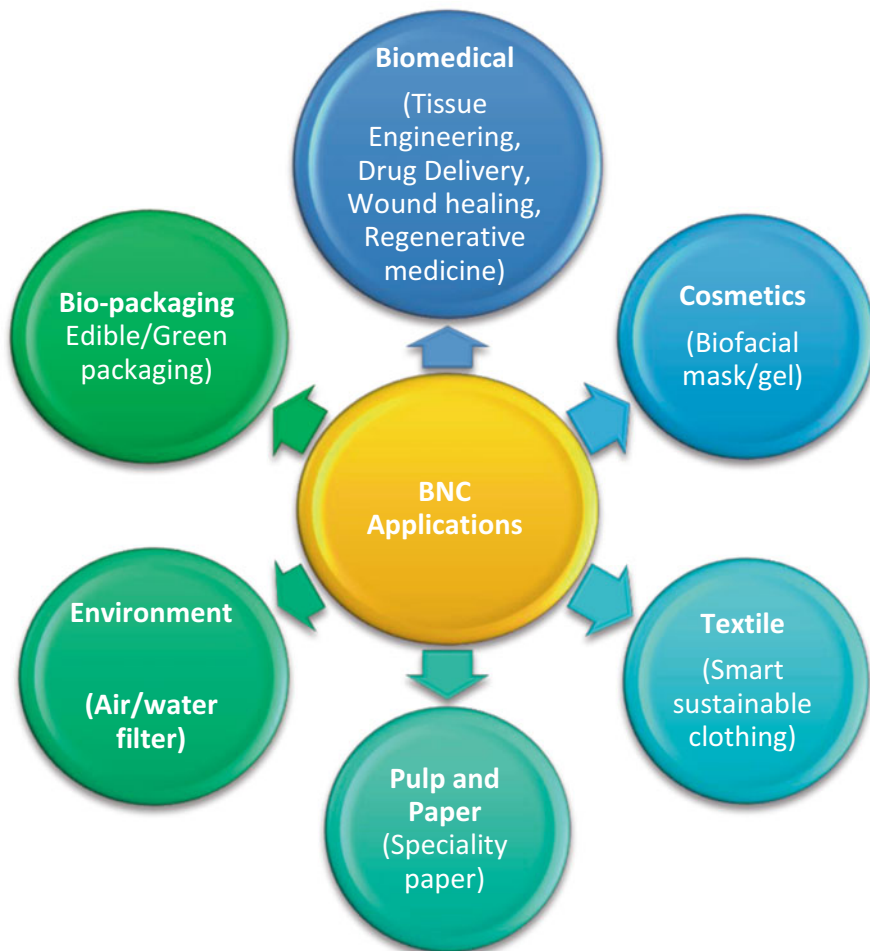 Biomedical
(Tissue
Engineering,
Drug Delivery,
Wound healing,
Regenerative
medicine)
Cosmetics
(Biofacial
mask/gel)
Textile
(Smart
sustainable
clothing)
Pulp and
Paper
(Speciality
paper)
Environment
(Air/water
filter)
Bio-packaging
Edible/Green
packaging)
BNC
Applications